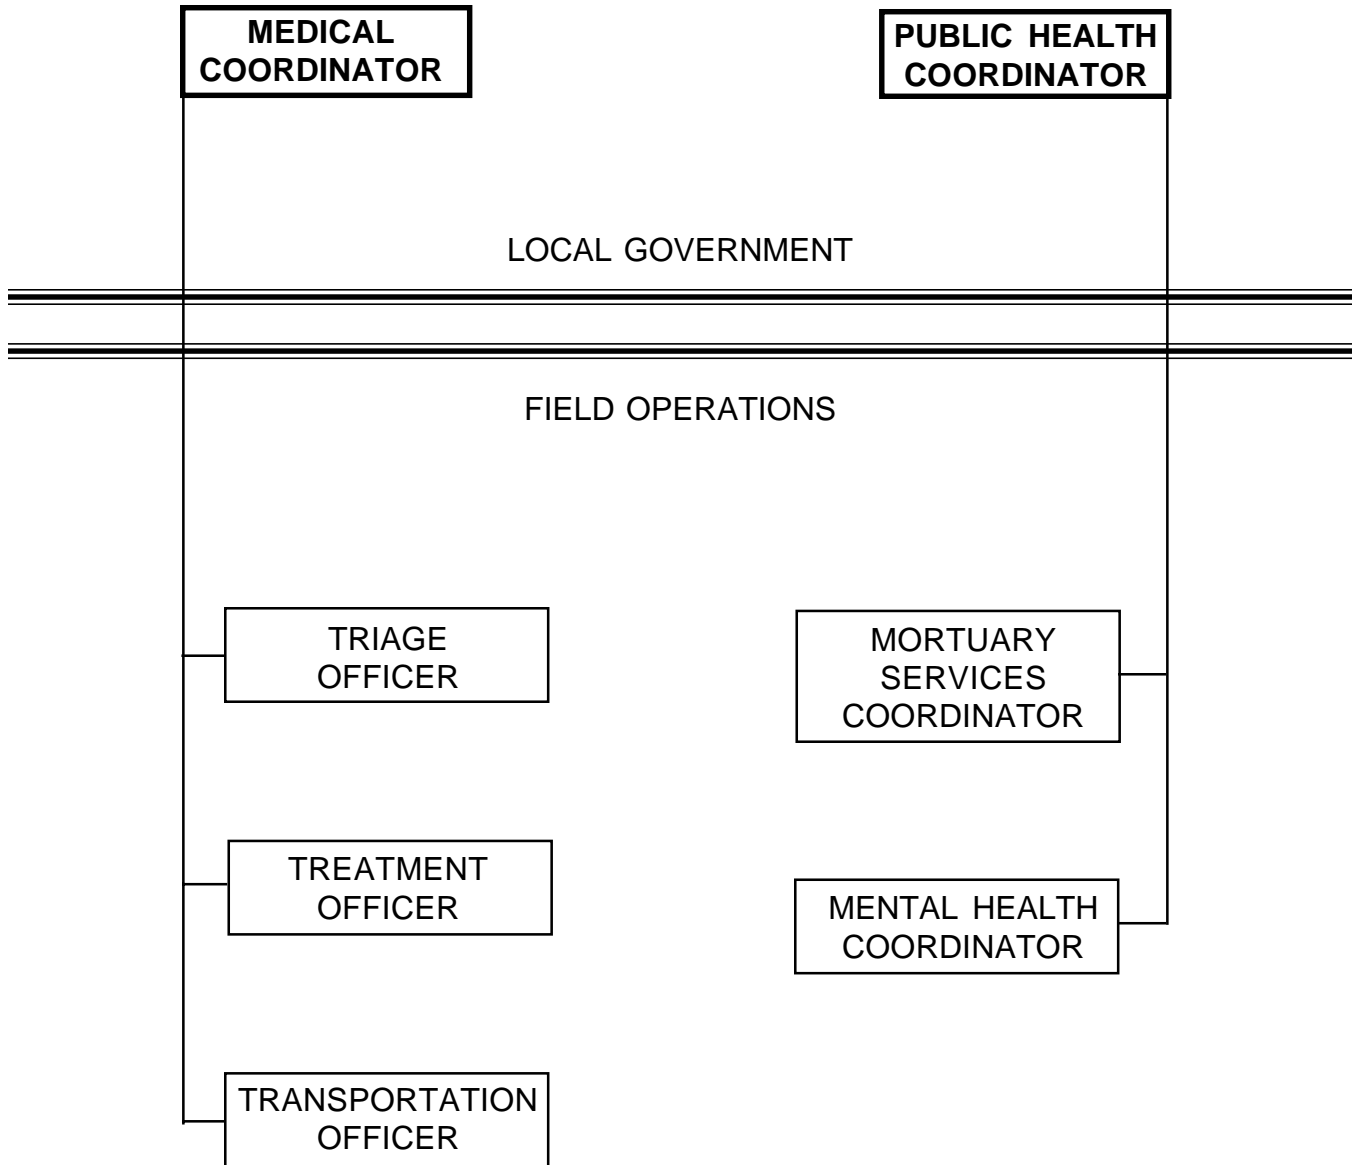 MEDICAL
COORDINATOR
PUBLIC HEALTH
COORDINATOR
LOCAL GOVERNMENT
FIELD OPERATIONS
TRIAGE
OFFICER
MORTUARY
SERVICES
COORDINATOR
TREATMENT
OFFICER
MENTAL HEALTH
COORDINATOR
TRANSPORTATION
OFFICER